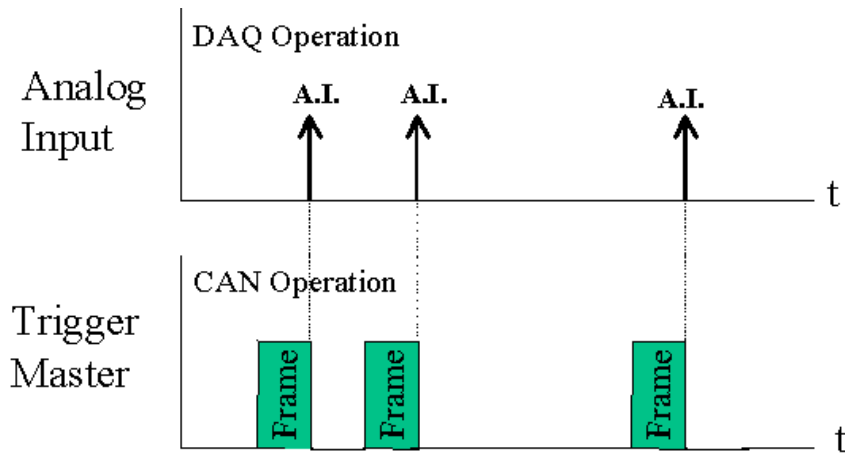 DAQ Operation
Analog
Input
A.I.
A.I.
A.I.
t
CAN Operation
Trigger
Master
Frame
Frame
Frame
t